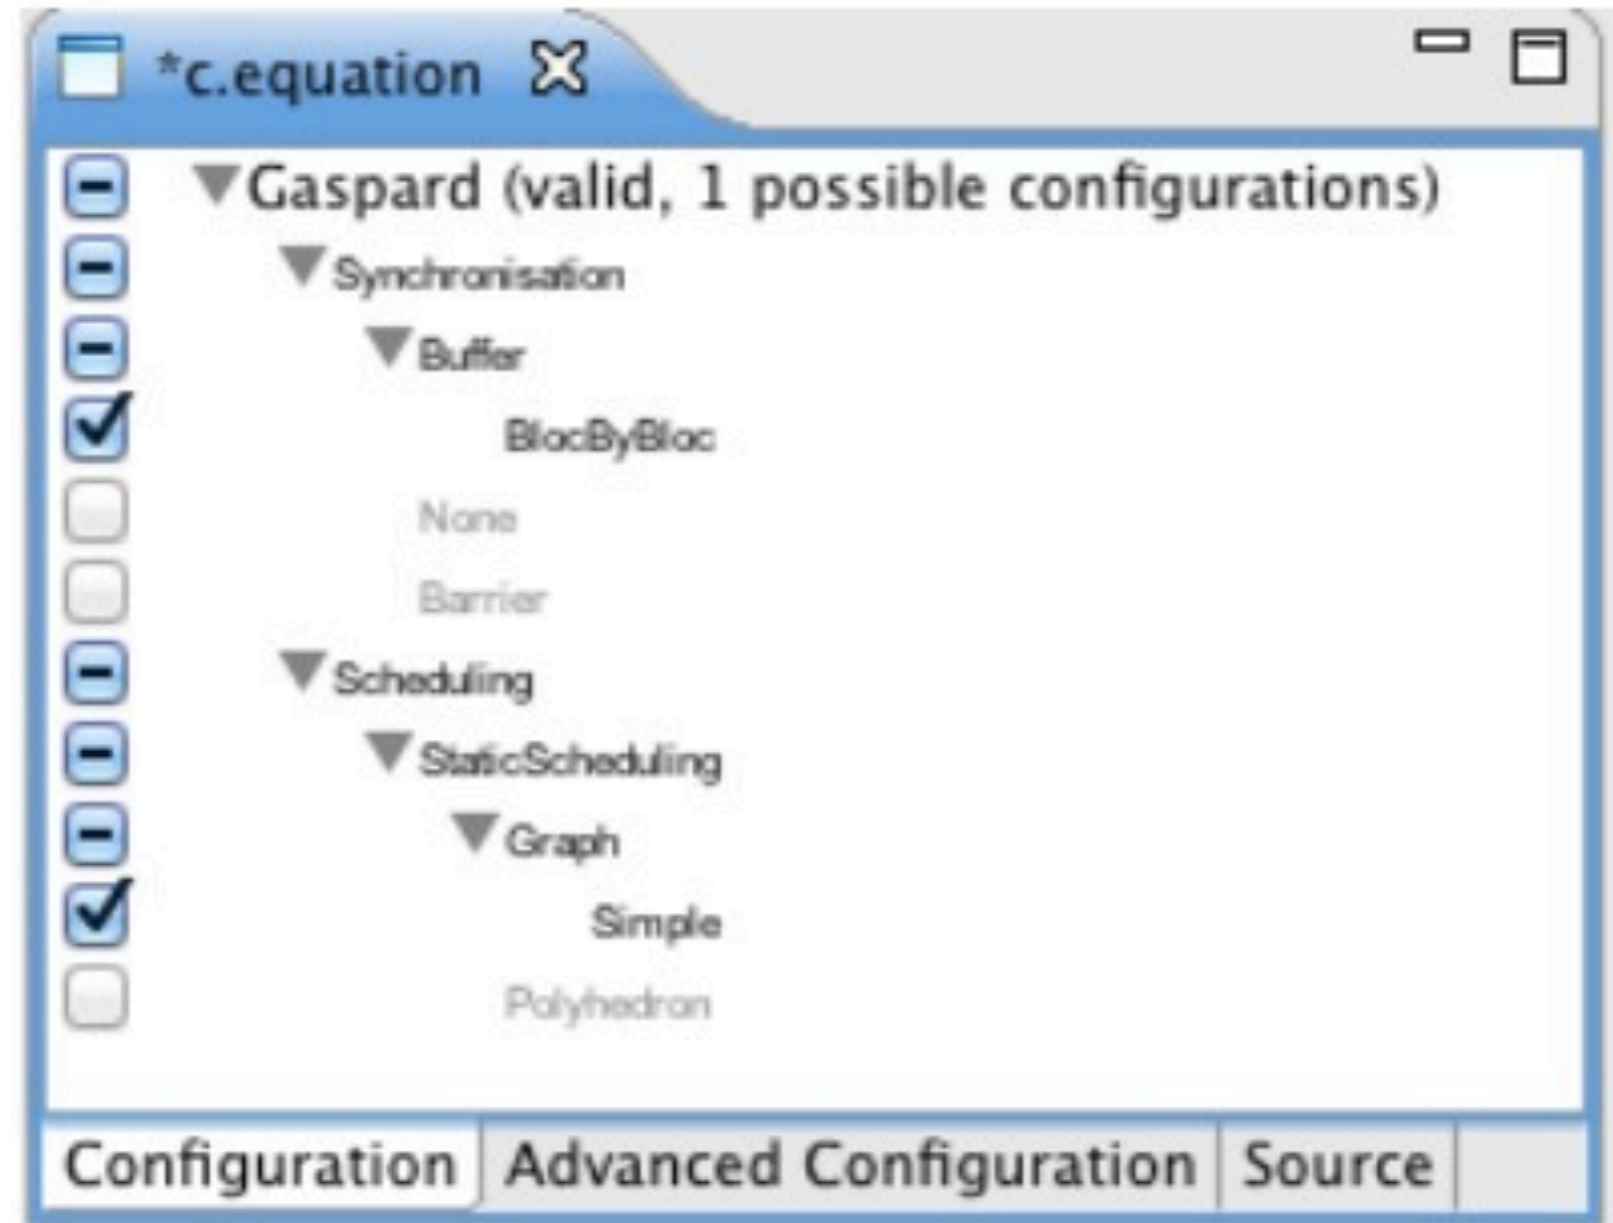 *c.equation
Gaspard (valid, 1 possible configurations)
Synchronisation
Buffer
BlocByBloc
None
Barrier
Scheduling
StaticScheduling
Graph
Simple
Polyhedron
Configuration Advanced Configuration Source